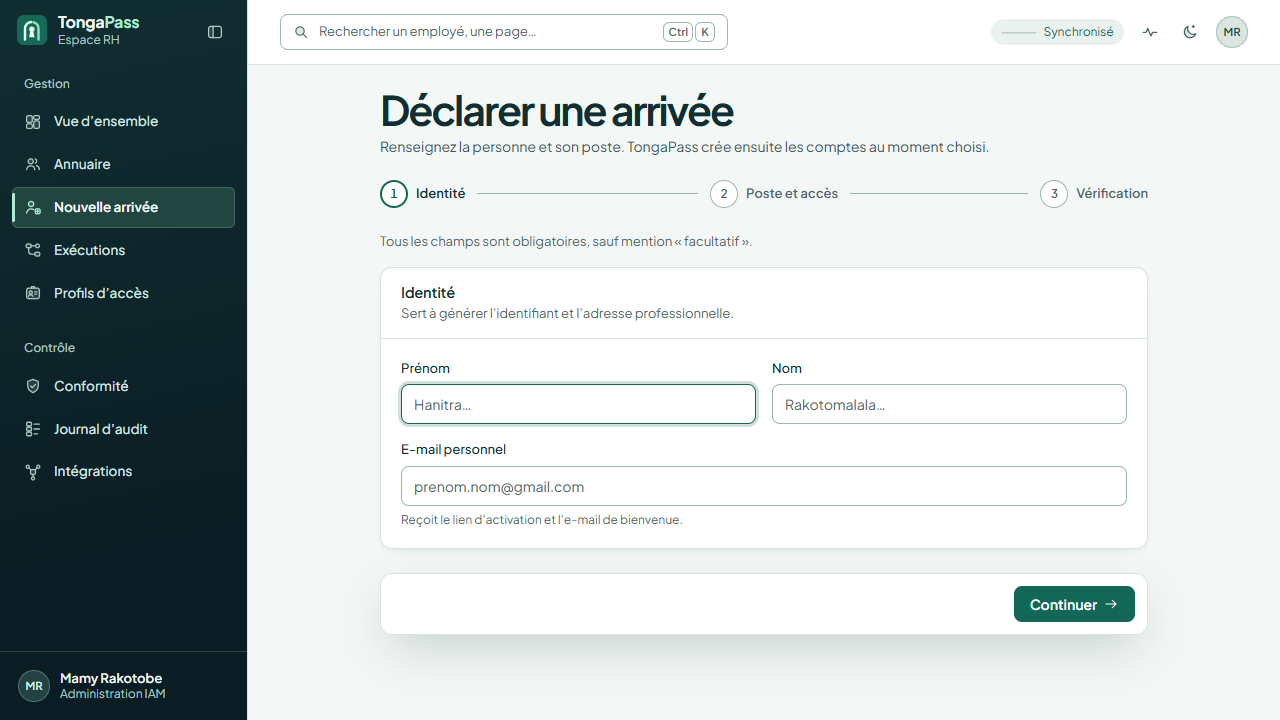 TongaPass
Espace RH
Gestion
Vue d’ensemble
Annuaire
Nouvelle arrivée
Exécutions
Profils d’accès
Contrôle
Conformité
Journal d’audit
Intégrations
MR
Mamy Rakotobe
Administration IAM
Rechercher un employé, une page…
Ctrl K
Synchronisé
MR
Déclarer une arrivée
Renseignez la personne et son poste. TongaPass crée ensuite les comptes au moment choisi.
1 Identité
2 Poste et accès
3 Vérification
Tous les champs sont obligatoires, sauf mention « facultatif ».
Identité
Sert à générer l’identifiant et l’adresse professionnelle.
Prénom
Nom
Hanitra…
Rakotomalala…
E-mail personnel
prenom.nom@gmail.com
Reçoit le lien d’activation et l’e-mail de bienvenue.
Continuer